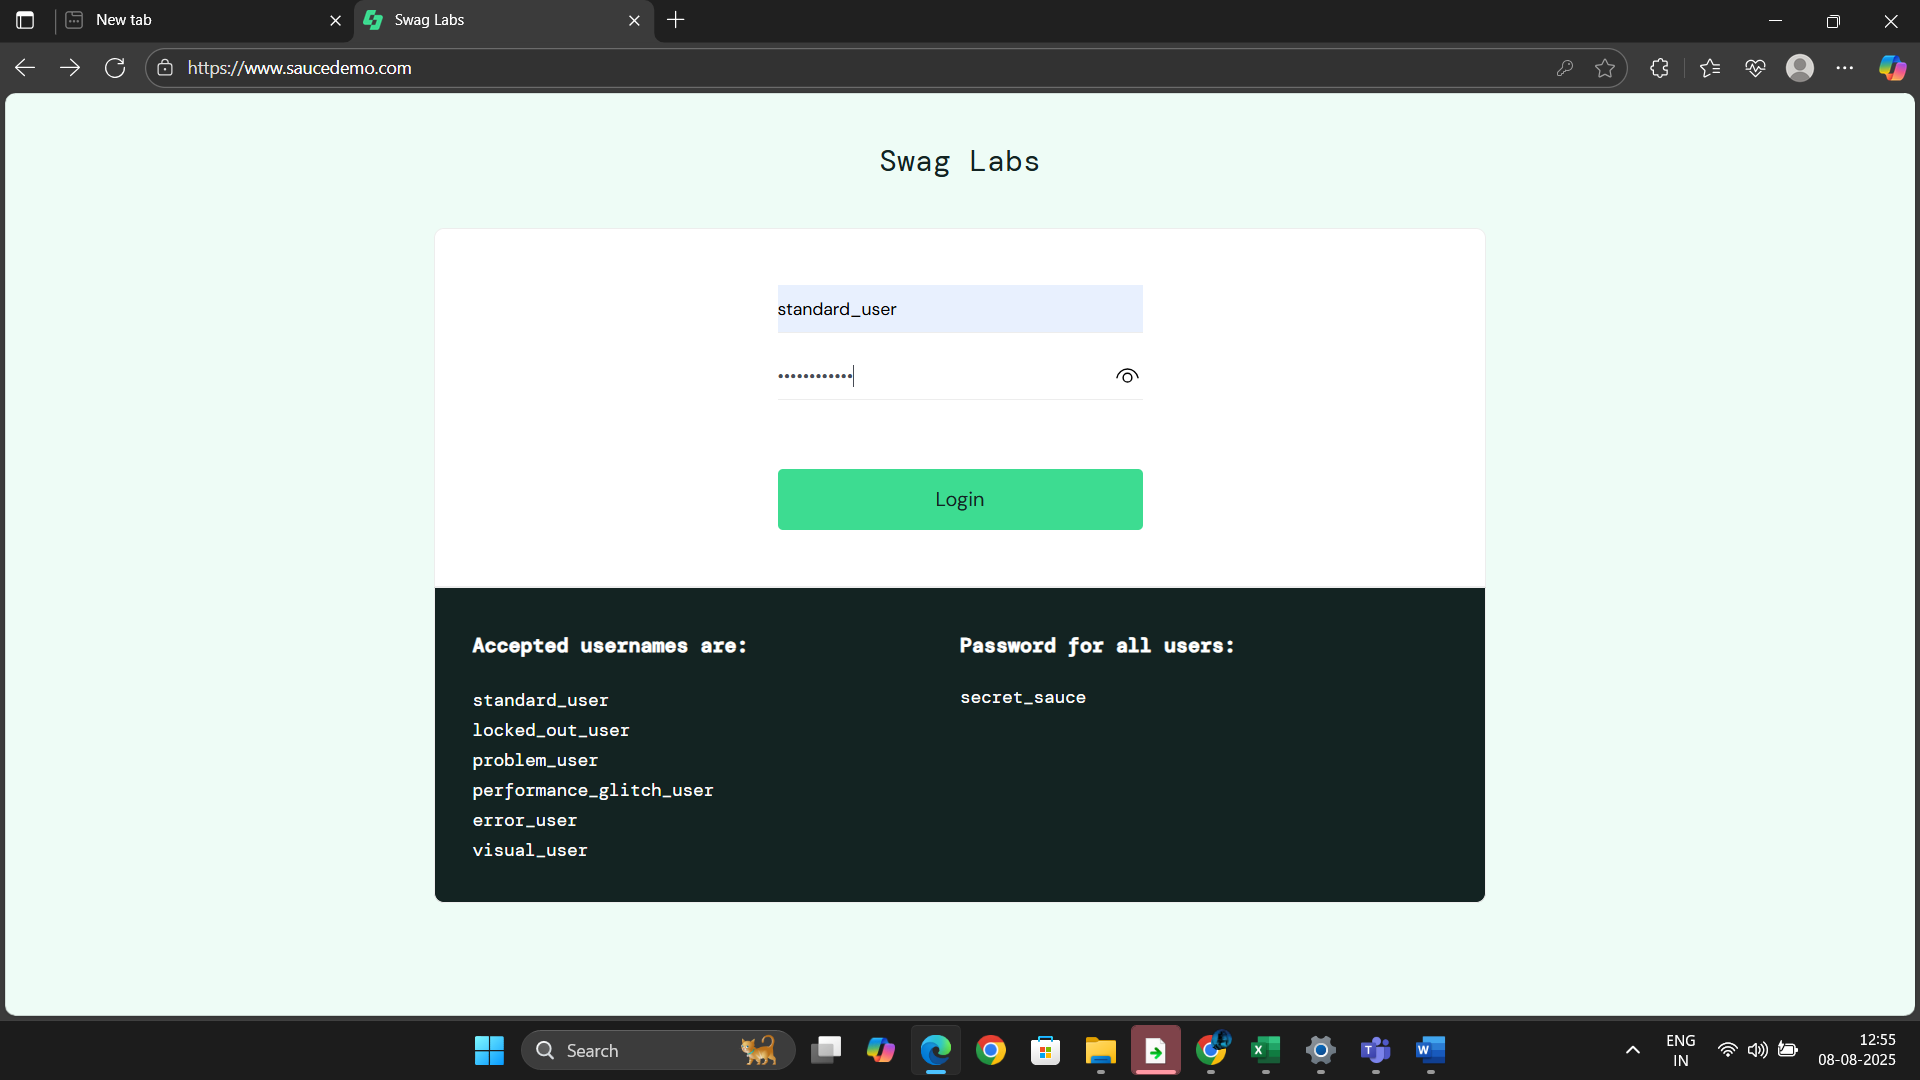 New tab
Swag Labs
https://www.saucedemo.com
Swag Labs
standard_user
••••••••••••
Login
Accepted usernames are:
standard_user
locked_out_user
problem_user
performance_glitch_user
error_user
visual_user
Password for all users:
secret_sauce
Search
ENG
IN
12:55
08-08-2025